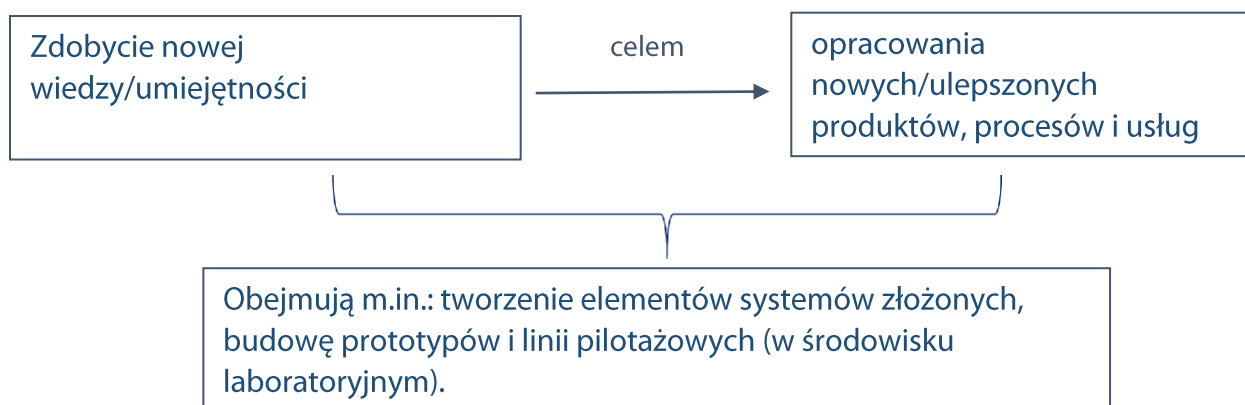 Zdobycie nowej
wiedzy/umiejętności
celem
opracowania
nowych/ulepszonych
produktów, procesów i usług
Obejmują m.in.: tworzenie elementów systemów złożonych,
budowę prototypów i linii pilotażowych (w środowisku
laboratoryjnym).